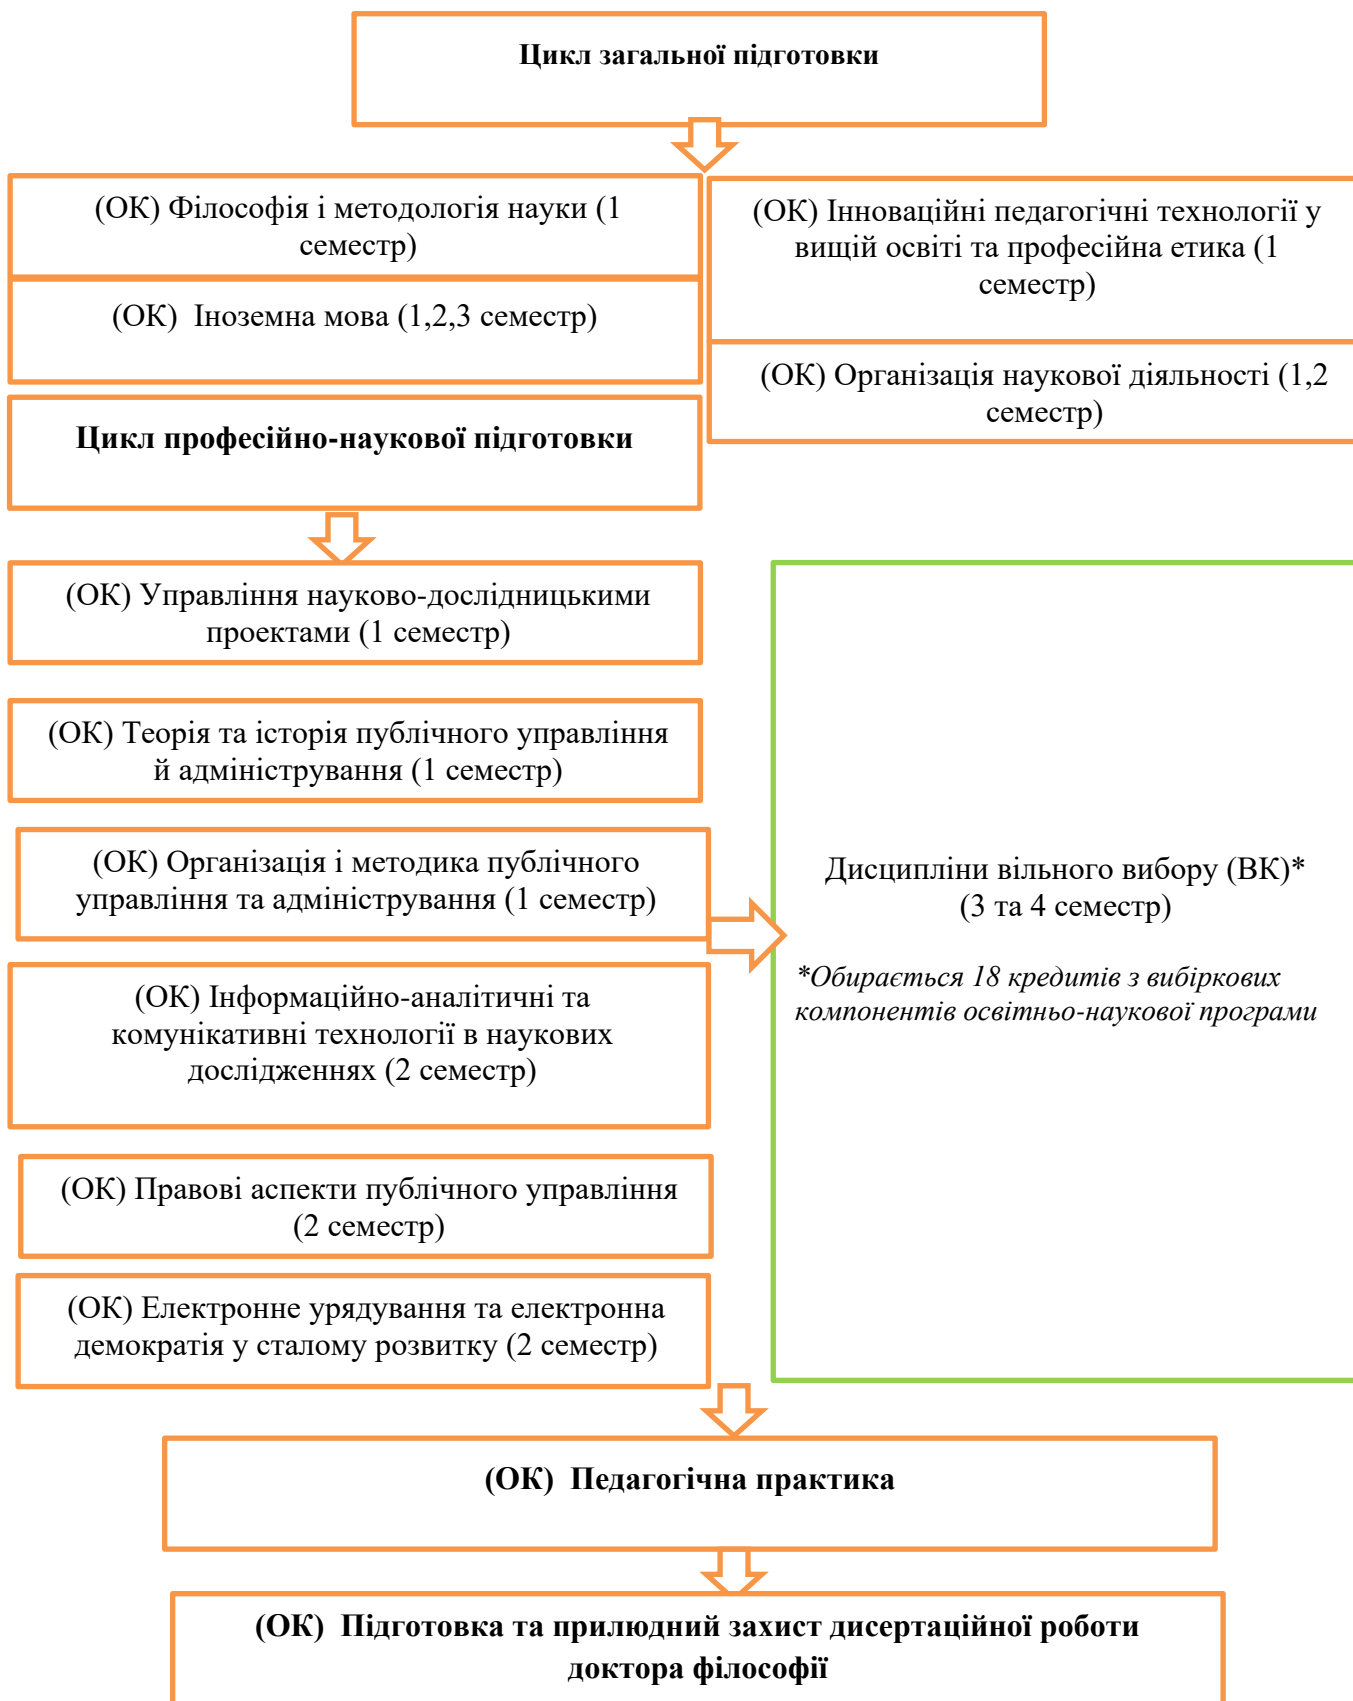 Цикл загальної підготовки
(ОК) Філософія і методологія науки (1
семестр)
(ОК) Іноземна мова (1,2,3 семестр)
(ОК) Інноваційні педагогічні технології у
вищій освіті та професійна етика (1
семестр)
(ОК) Організація наукової діяльності (1,2
семестр)
Цикл професійно-наукової підготовки
(ОК) Управління науково-дослідницькими
проектами (1 семестр)
(ОК) Теорія та історія публічного управління
й адміністрування (1 семестр)
(ОК) Організація і методика публічного
управління та адміністрування (1 семестр)
(ОК) Інформаційно-аналітичні та
комунікативні технології в наукових
дослідженнях (2 семестр)
(ОК) Правові аспекти публічного управління
(2 семестр)
(ОК) Електронне урядування та електронна
демократія у сталому розвитку (2 семестр)
Дисципліни вільного вибору (ВК)*
(3 та 4 семестр)
*Обирається 18 кредитів з вибіркових
компонентів освітньо-наукової програми
(ОК) Педагогічна практика
(ОК) Підготовка та прилюдний захист дисертаційної роботи
доктора філософії